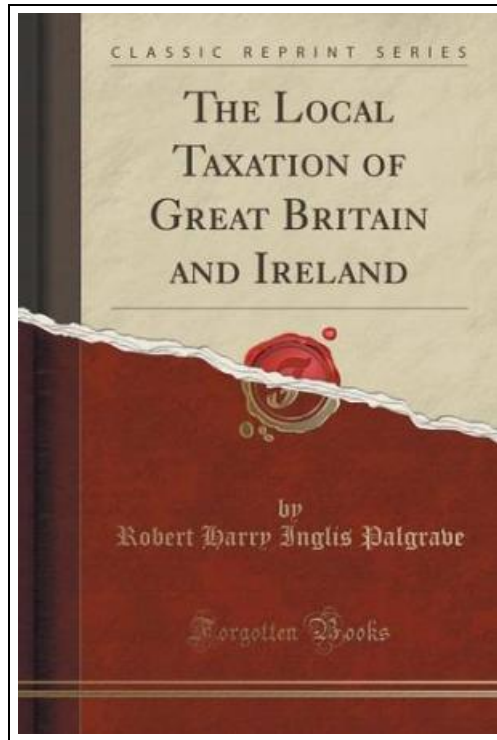 CLASSIC REPRINT SERIES
THE LOCAL
TAXATION OF
GREAT BRITAIN
AND IRELAND
by
Robert Harry Inglis Palgrave
Forgotten Books